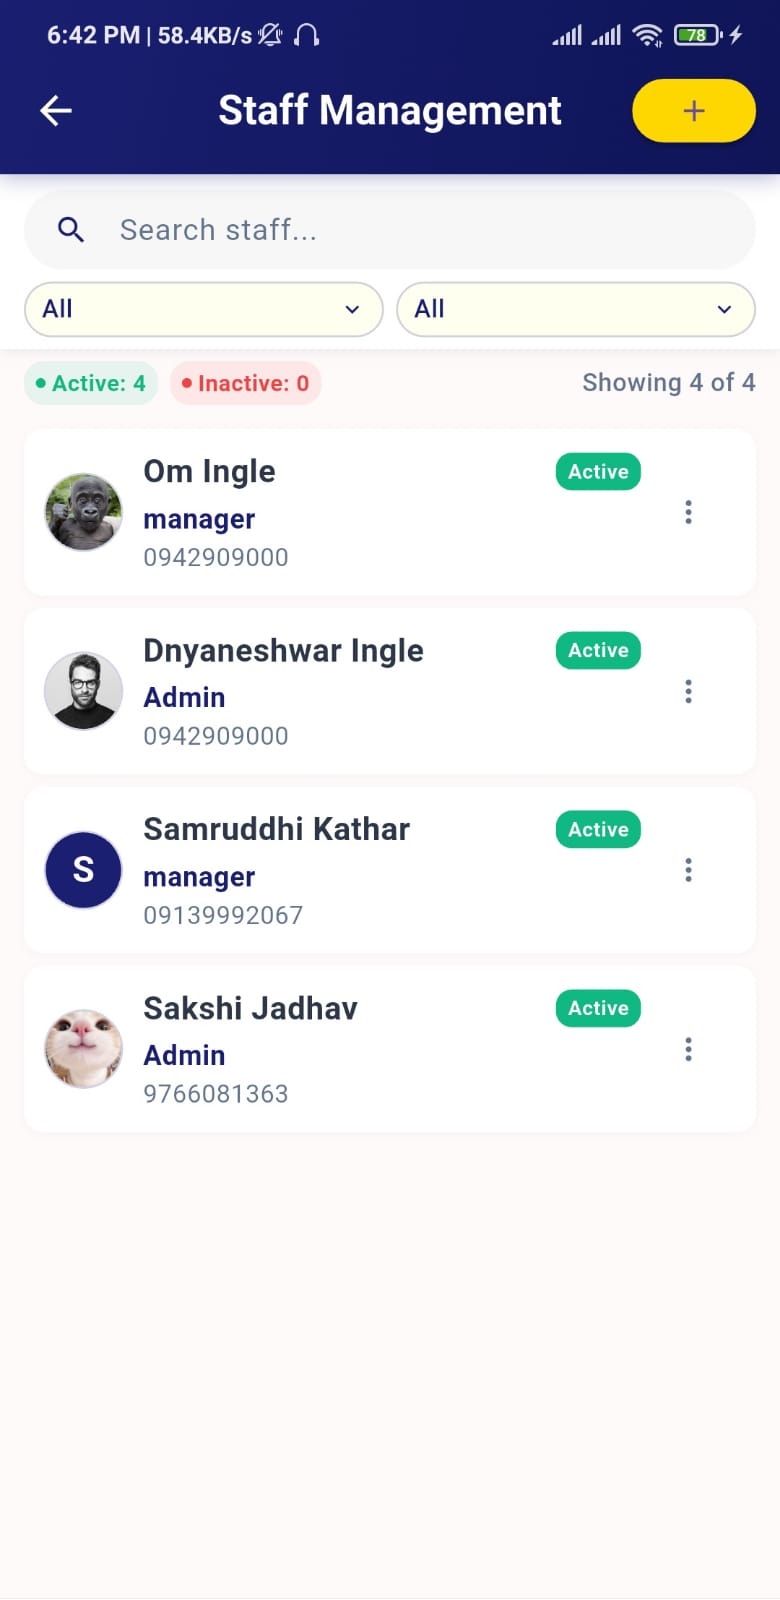 6:42 PM | 58.4KB/s 78
Staff Management +
Search staff...
All All
Active: 4 Inactive: 0 Showing 4 of 4
Om Ingle Active
manager
0942909000
Dnyaneshwar Ingle Active
Admin
0942909000
Samruddhi Kathar Active
S
manager
09139992067
Sakshi Jadhav Active
Admin
9766081363